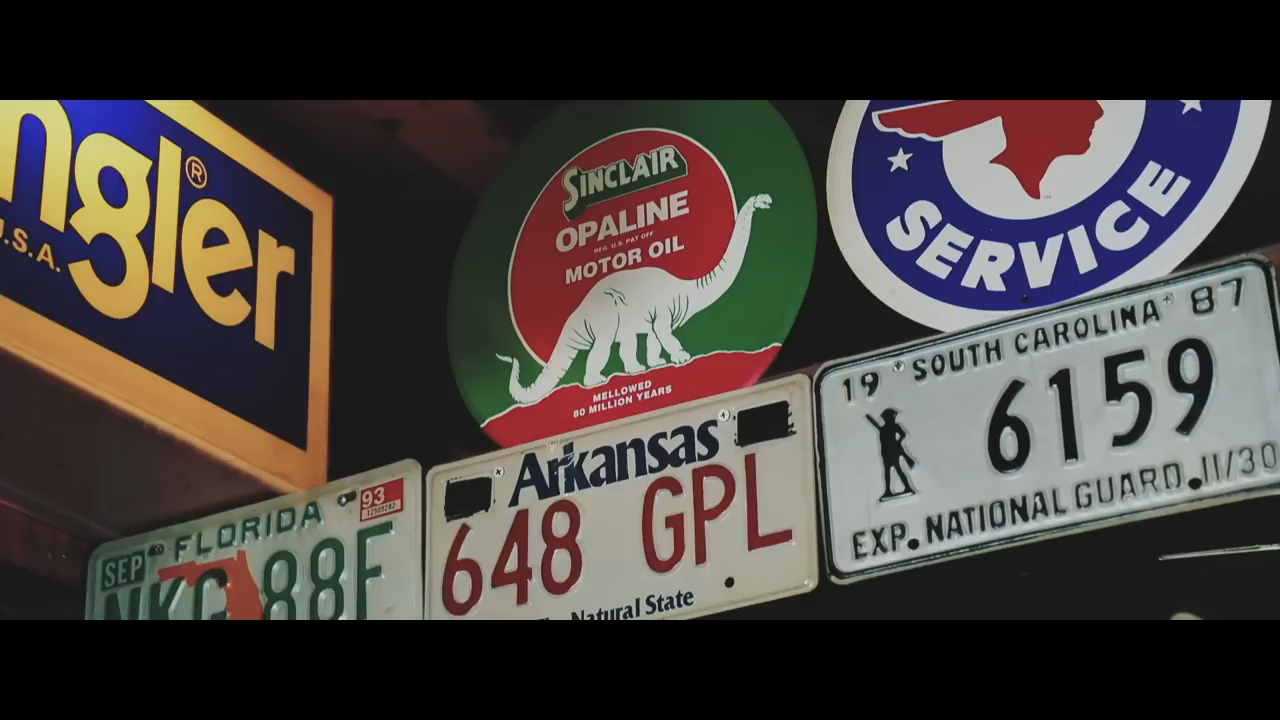 ngler®
U.S.A.
SINCLAIR
OPALINE
REG. U.S. PAT OFF
MOTOR OIL
MELLOWED
80 MILLION YEARS
SERVICE
19 SOUTH CAROLINA 87
6159
EXP. NATIONAL GUARD 11/30
Arkansas
648 GPL
Natural State
FLORIDA
93
SEP
NKG 88F